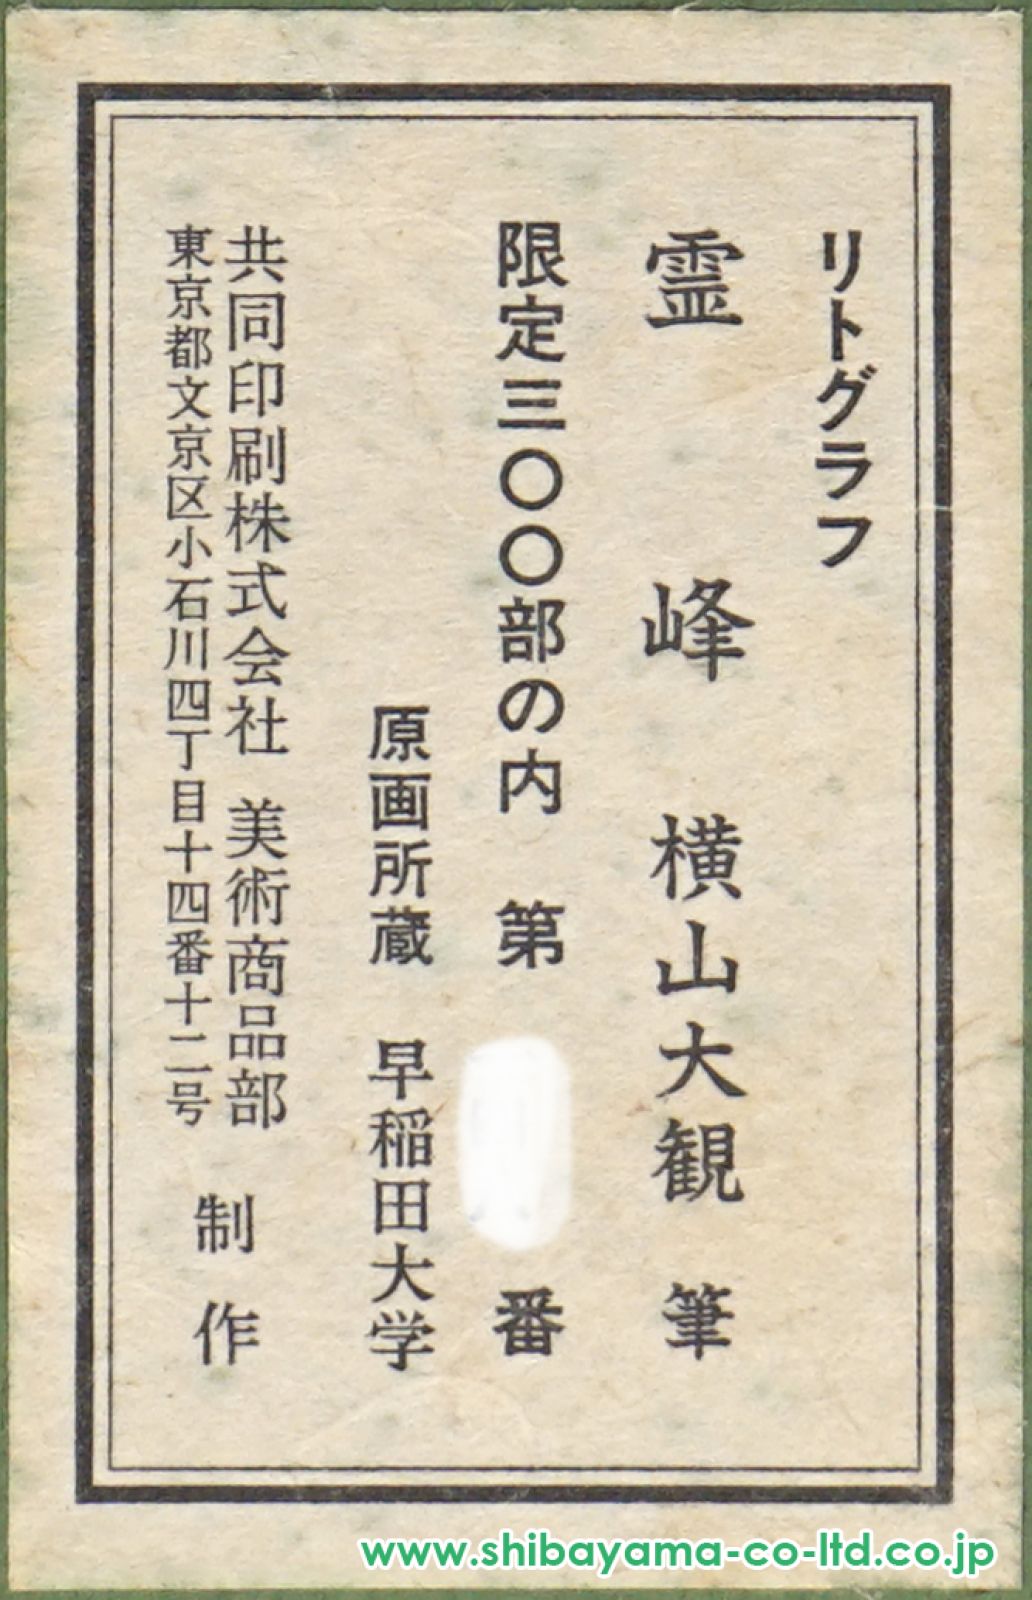 リトグラフ
霊峰 横山大観 筆
限定三〇〇部の内 第 番
原画所蔵 早稲田大学
共同印刷株式会社 美術商品部
東京都文京区小石川四丁目十四番十二号
制作
www.shibayama-co-ltd.co.jp